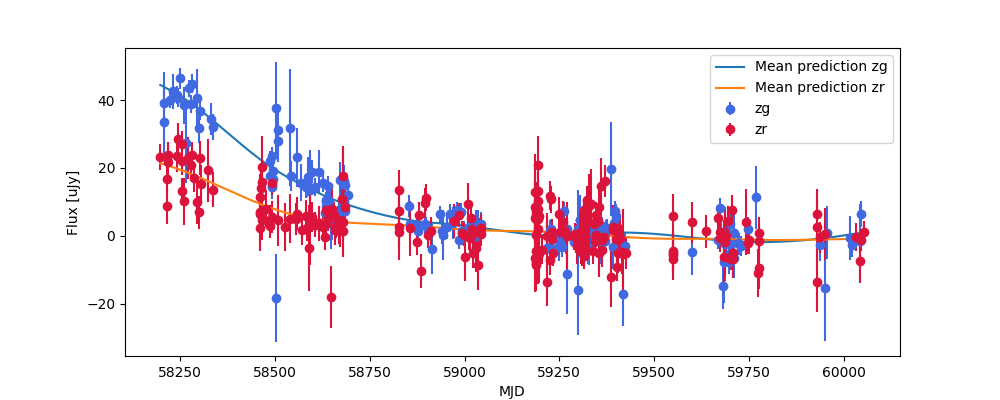 Mean prediction zg
Mean prediction zr
zg
zr
Flux [uJy]
40
20
0
−20
58250 58500 58750 59000 59250 59500 59750 60000
MJD